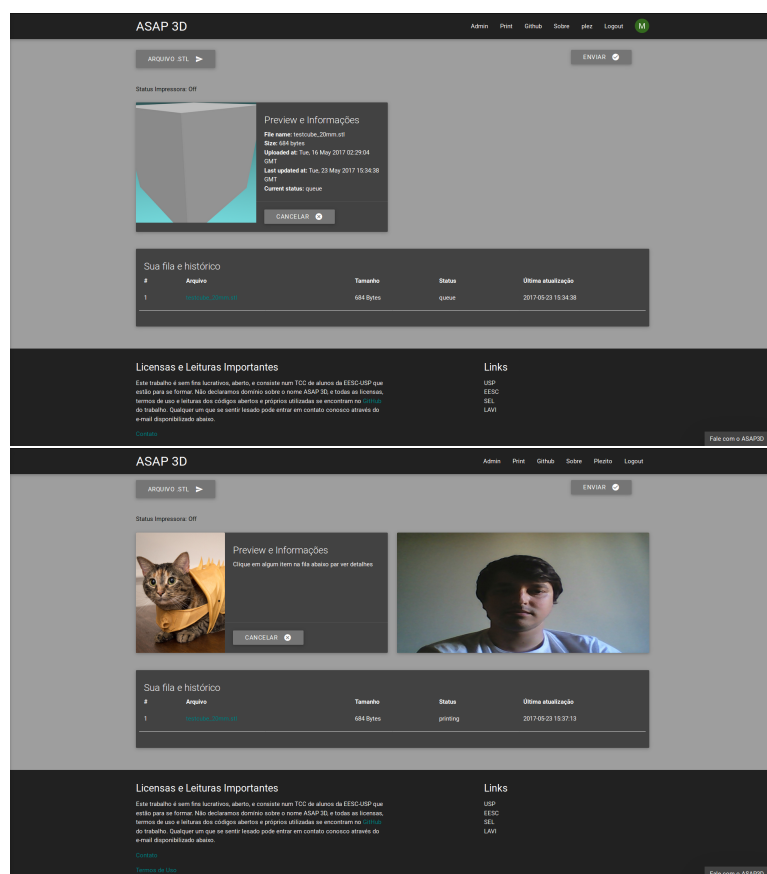 ASAP 3D
Admin Print Github Sobre plez Logout M
ARQUIVO .STL
ENVIAR
Status Impressora: Off
Preview e Informações
File name: testcube_20mm.stl
Size: 684 bytes
Uploaded at: Tue, 16 May 2017 02:29:04
GMT
Last updated at: Tue, 23 May 2017 15:34:38
GMT
Current status: queue
CANCELAR
Sua fila e histórico
# Arquivo Tamanho Status Última atualização
1 testcube_20mm.stl 684 Bytes queue 2017-05-23 15:34:38
Licensas e Leituras Importantes
Este trabalho é sem fins lucrativos, aberto, e consiste num TCC de alunos da EESC-USP que
estão para se formar. Não declaramos domínio sobre o nome ASAP 3D, e todas as licensas,
termos de uso e leituras dos códigos abertos e próprios utilizadas se encontram no GitHub
do trabalho. Qualquer um que se sentir lesado pode entrar em contato conosco através do
e-mail disponibilizado abaixo.
Contato
Links
USP
EESC
SEL
LAVI
Fale com o ASAP3D
ASAP 3D
Admin Print Github Sobre Plezito Logout
ARQUIVO .STL
ENVIAR
Status Impressora: Off
Preview e Informações
Clique em algum item na fila abaixo par ver detalhes
CANCELAR
Sua fila e histórico
# Arquivo Tamanho Status Última atualização
1 testcube_20mm.stl 684 Bytes printing 2017-05-23 15:37:13
Licensas e Leituras Importantes
Este trabalho é sem fins lucrativos, aberto, e consiste num TCC de alunos da EESC-USP que
estão para se formar. Não declaramos domínio sobre o nome ASAP 3D, e todas as licensas,
termos de uso e leituras dos códigos abertos e próprios utilizadas se encontram no GitHub
do trabalho. Qualquer um que se sentir lesado pode entrar em contato conosco através do
e-mail disponibilizado abaixo.
Contato
Termos de Uso
Links
USP
EESC
SEL
LAVI
Fale com o ASAP3D